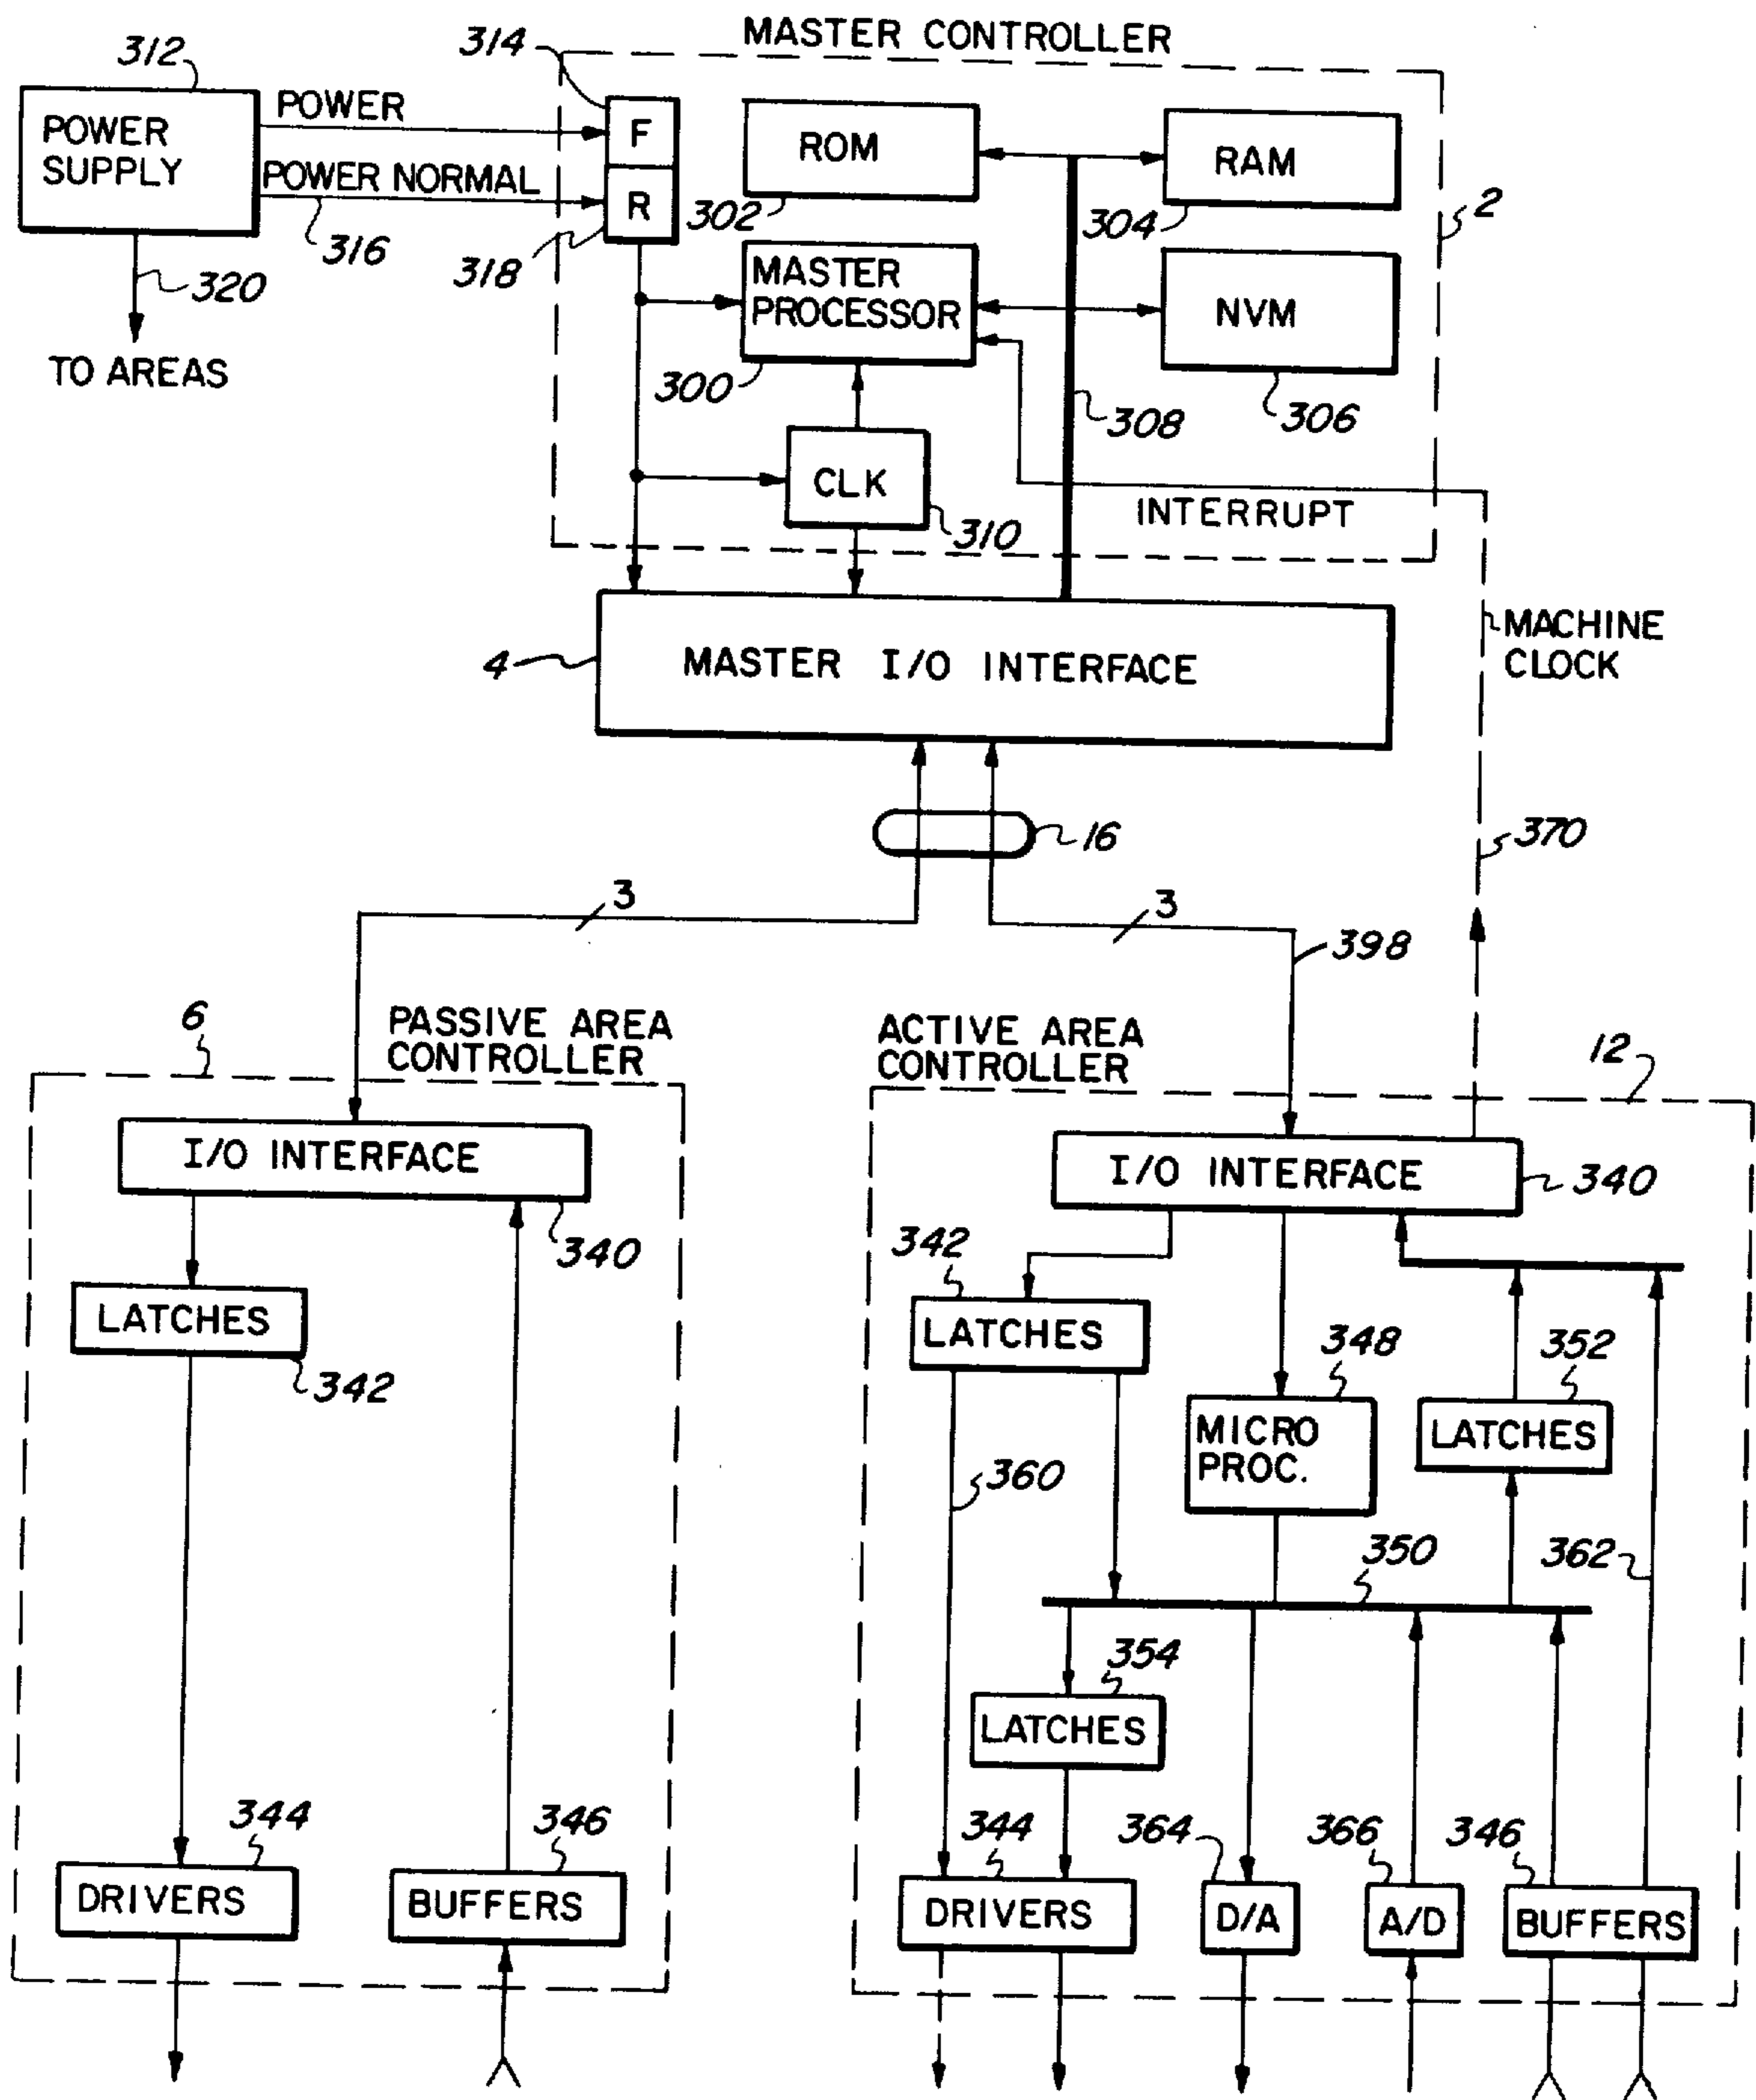 MASTER CONTROLLER
312
314
POWER
SUPPLY
POWER
POWER NORMAL
F
R
ROM
RAM
302
304
2
316
318
320
TO AREAS
MASTER
PROCESSOR
NVM
300
308
306
CLK
310
INTERRUPT
MACHINE
CLOCK
4
MASTER I/O INTERFACE
16
370
3
3
398
6
PASSIVE AREA
CONTROLLER
ACTIVE AREA
CONTROLLER
12
I/O INTERFACE
340
I/O INTERFACE
340
LATCHES
342
342
LATCHES
348
MICRO
PROC.
352
LATCHES
360
350
362
354
LATCHES
344
DRIVERS
346
BUFFERS
344
DRIVERS
364
D/A
366
A/D
346
BUFFERS